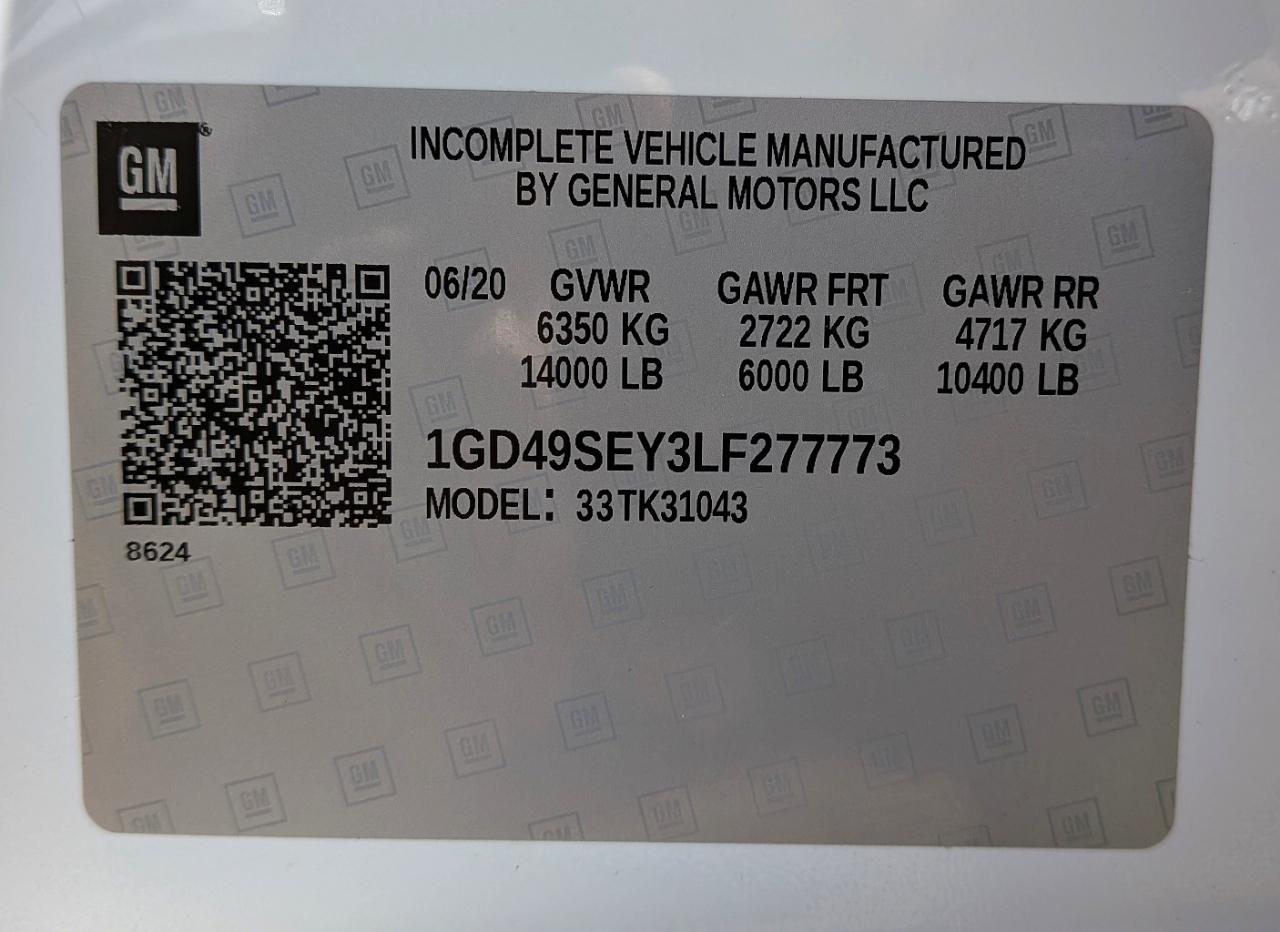 GM
INCOMPLETE VEHICLE MANUFACTURED
BY GENERAL MOTORS LLC
06/20 GVWR GAWR FRT GAWR RR
6350 KG 2722 KG 4717 KG
14000 LB 6000 LB 10400 LB
1GD49SEY3LF277773
MODEL: 33TK31043
8624